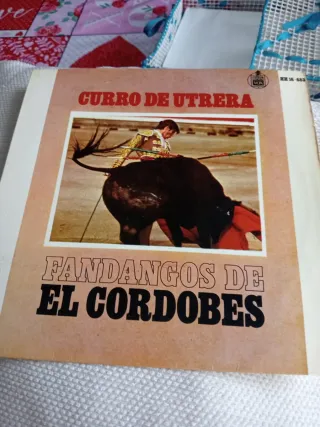 CURRO DE UTRERA
FANDANGOS DE
EL CORDOBES